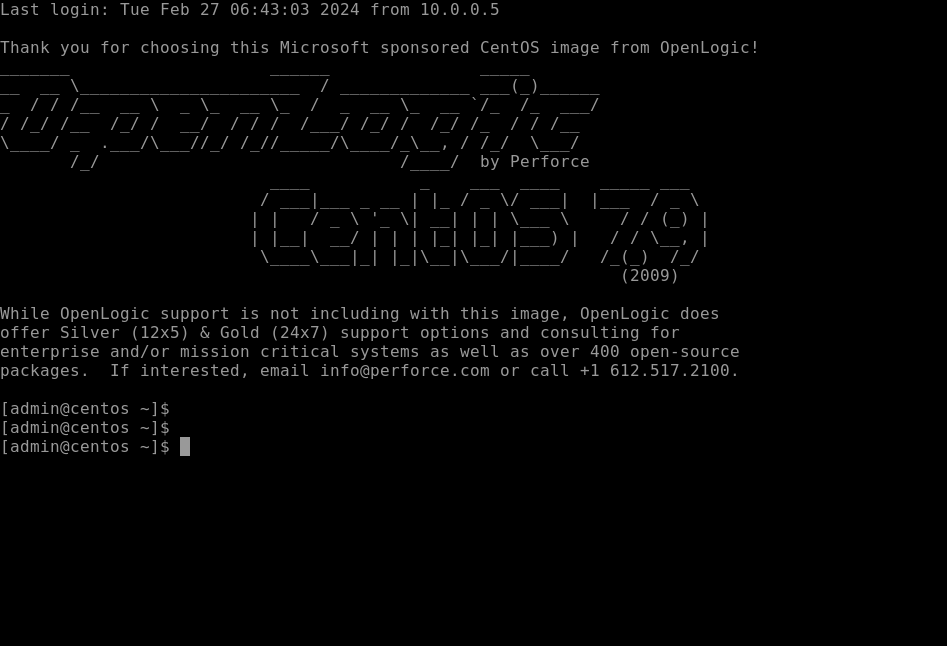 Last login: Tue Feb 27 06:43:03 2024 from 10.0.0.5
Thank you for choosing this Microsoft sponsored CentOS image from OpenLogic!
OpenLogic
by Perforce
CentOS 7.9
(2009)
While OpenLogic support is not including with this image, OpenLogic does
offer Silver (12x5) & Gold (24x7) support options and consulting for
enterprise and/or mission critical systems as well as over 400 open-source
packages.  If interested, email info@perforce.com or call +1 612.517.2100.
[admin@centos ~]$
[admin@centos ~]$
[admin@centos ~]$